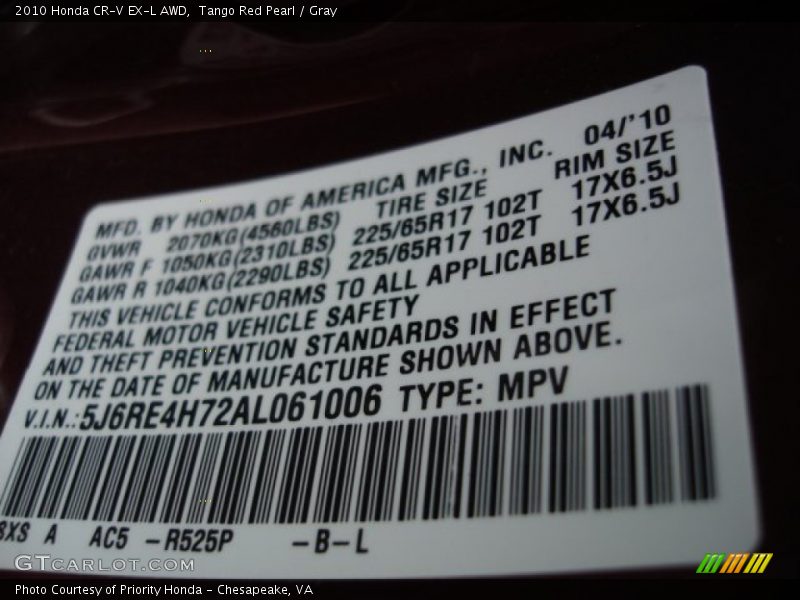 2010 Honda CR-V EX-L AWD, Tango Red Pearl / Gray
MFD. BY HONDA OF AMERICA MFG., INC. 04/'10
GVWR 2070KG(4560LBS) TIRE SIZE RIM SIZE
GAWR F 1050KG(2310LBS) 225/65R17 102T 17X6.5J
GAWR R 1040KG(2290LBS) 225/65R17 102T 17X6.5J
THIS VEHICLE CONFORMS TO ALL APPLICABLE
FEDERAL MOTOR VEHICLE SAFETY
AND THEFT PREVENTION STANDARDS IN EFFECT
ON THE DATE OF MANUFACTURE SHOWN ABOVE.
V.I.N.:5J6RE4H72AL061006 TYPE: MPV
SXS A AC5 -R525P -B-L
GTCARLOT.COM
Photo Courtesy of Priority Honda - Chesapeake, VA